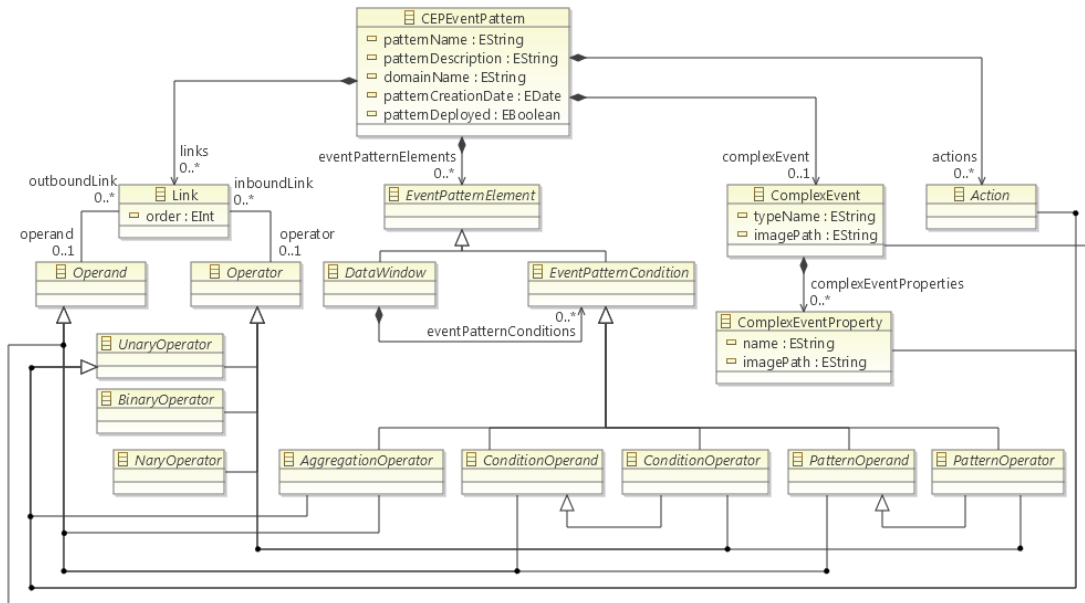 CEPEventPattern
patternName : EString
patternDescription : EString
domainName : EString
patternCreationDate : EDate
patternDeployed : EBoolean
links
0..*
eventPatternElements
0..*
complexEvent
0..1
actions
0..*
outboundLink
0..*
Link
order : EInt
inboundLink
0..*
EventPatternElement
ComplexEvent
typeName : EString
imagePath : EString
Action
operand
0..1
operator
0..1
Operand
Operator
DataWindow
EventPatternCondition
complexEventProperties
0..*
0..*
eventPatternConditions
ComplexEventProperty
name : EString
imagePath : EString
UnaryOperator
BinaryOperator
NaryOperator
AggregationOperator
ConditionOperand
ConditionOperator
PatternOperand
PatternOperator